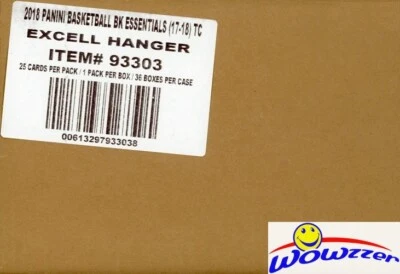 2018 PANINI BASKETBALL BK ESSENTIALS (17-18) TC
EXCELL HANGER
ITEM# 93303
25 CARDS PER PACK / 1 PACK PER BOX / 36 BOXES PER CASE
00613297933038
WOWZZER